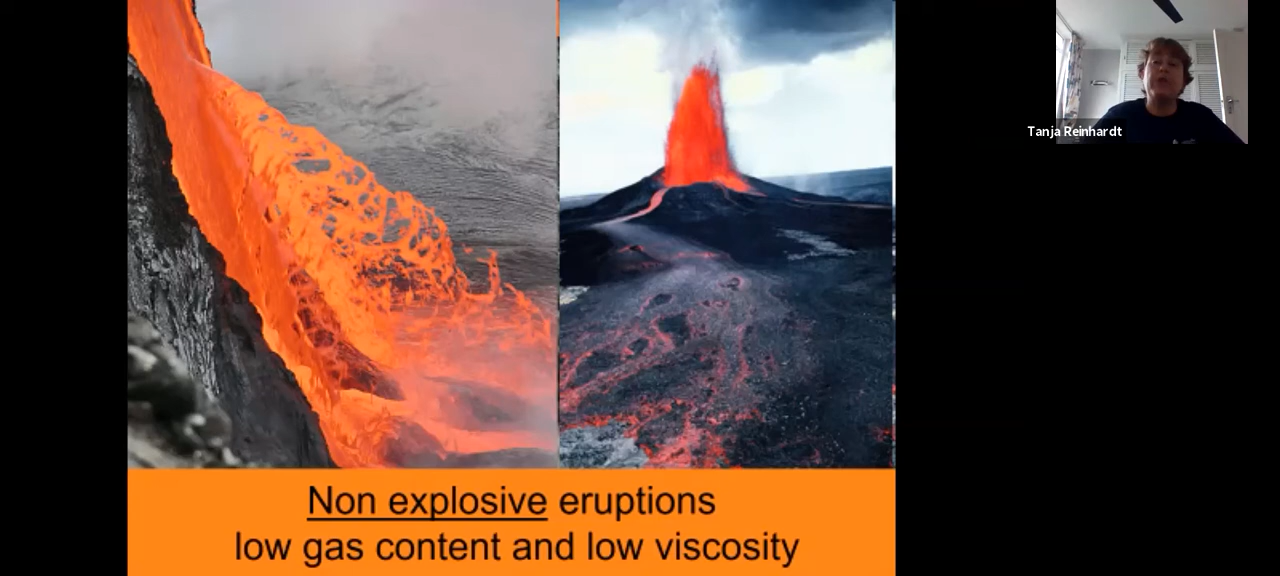 Tanja Reinhardt
Non explosive eruptions
low gas content and low viscosity